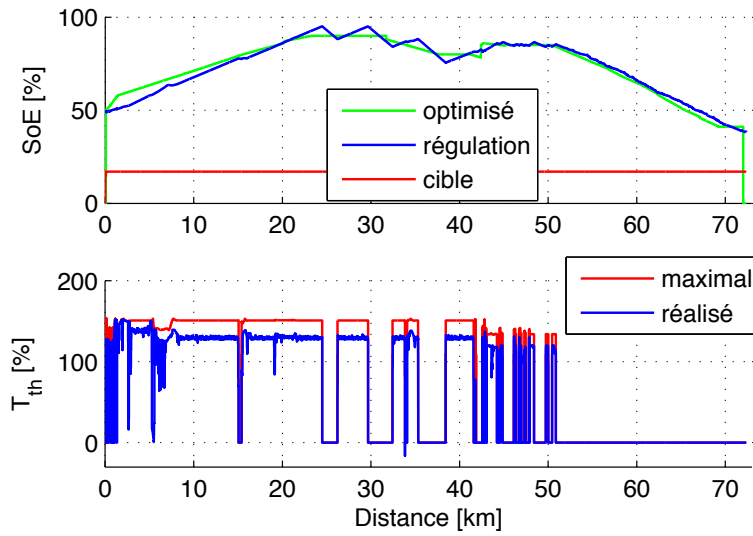 100
50
0
SoE [%]
optimisé
régulation
cible
0 10 20 30 40 50 60 70
200
100
0
T_th [%]
maximal
réalisé
0 10 20 30 40 50 60 70
Distance [km]